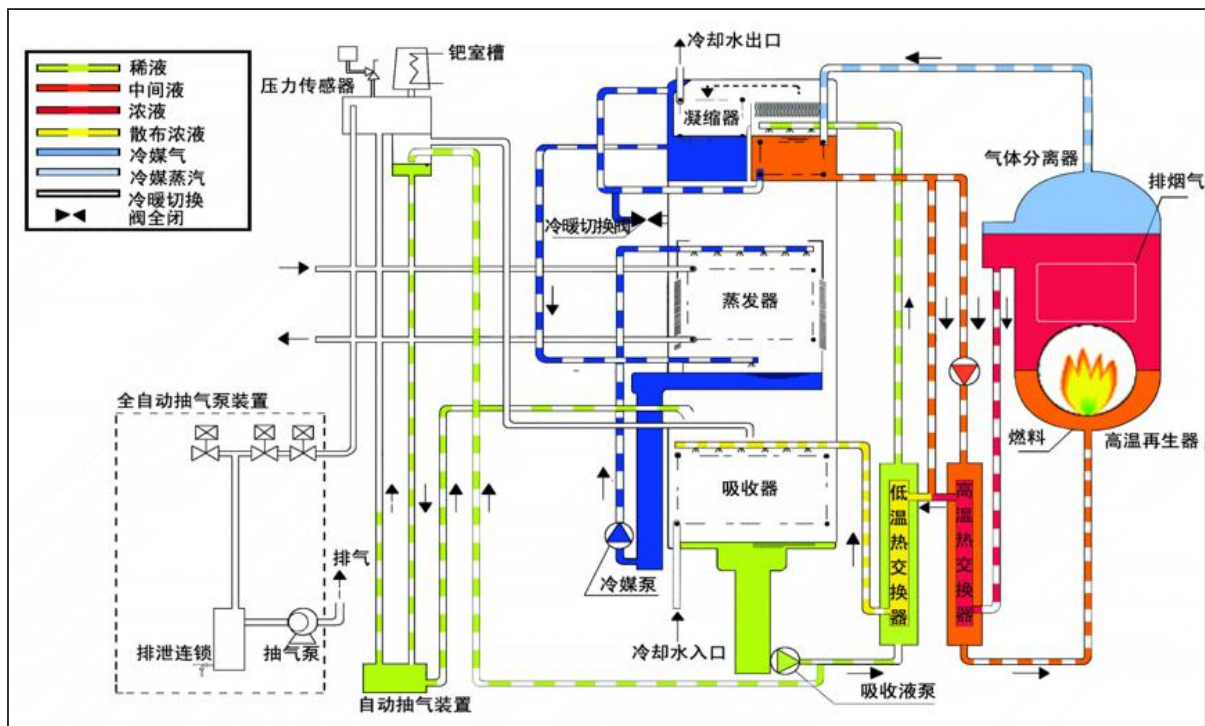 稀液
中间液
浓液
散布浓液
冷媒气
冷媒蒸汽
冷暖切换
阀全闭
压力传感器
钯室槽
冷却水出口
凝缩器
气体分离器
排烟气
冷暖切换阀
蒸发器
全自动抽气泵装置
燃料
高温再生器
吸收器
低温热交换器
高温热交换器
排气
冷媒泵
排泄连锁
抽气泵
冷却水入口
自动抽气装置
吸收液泵